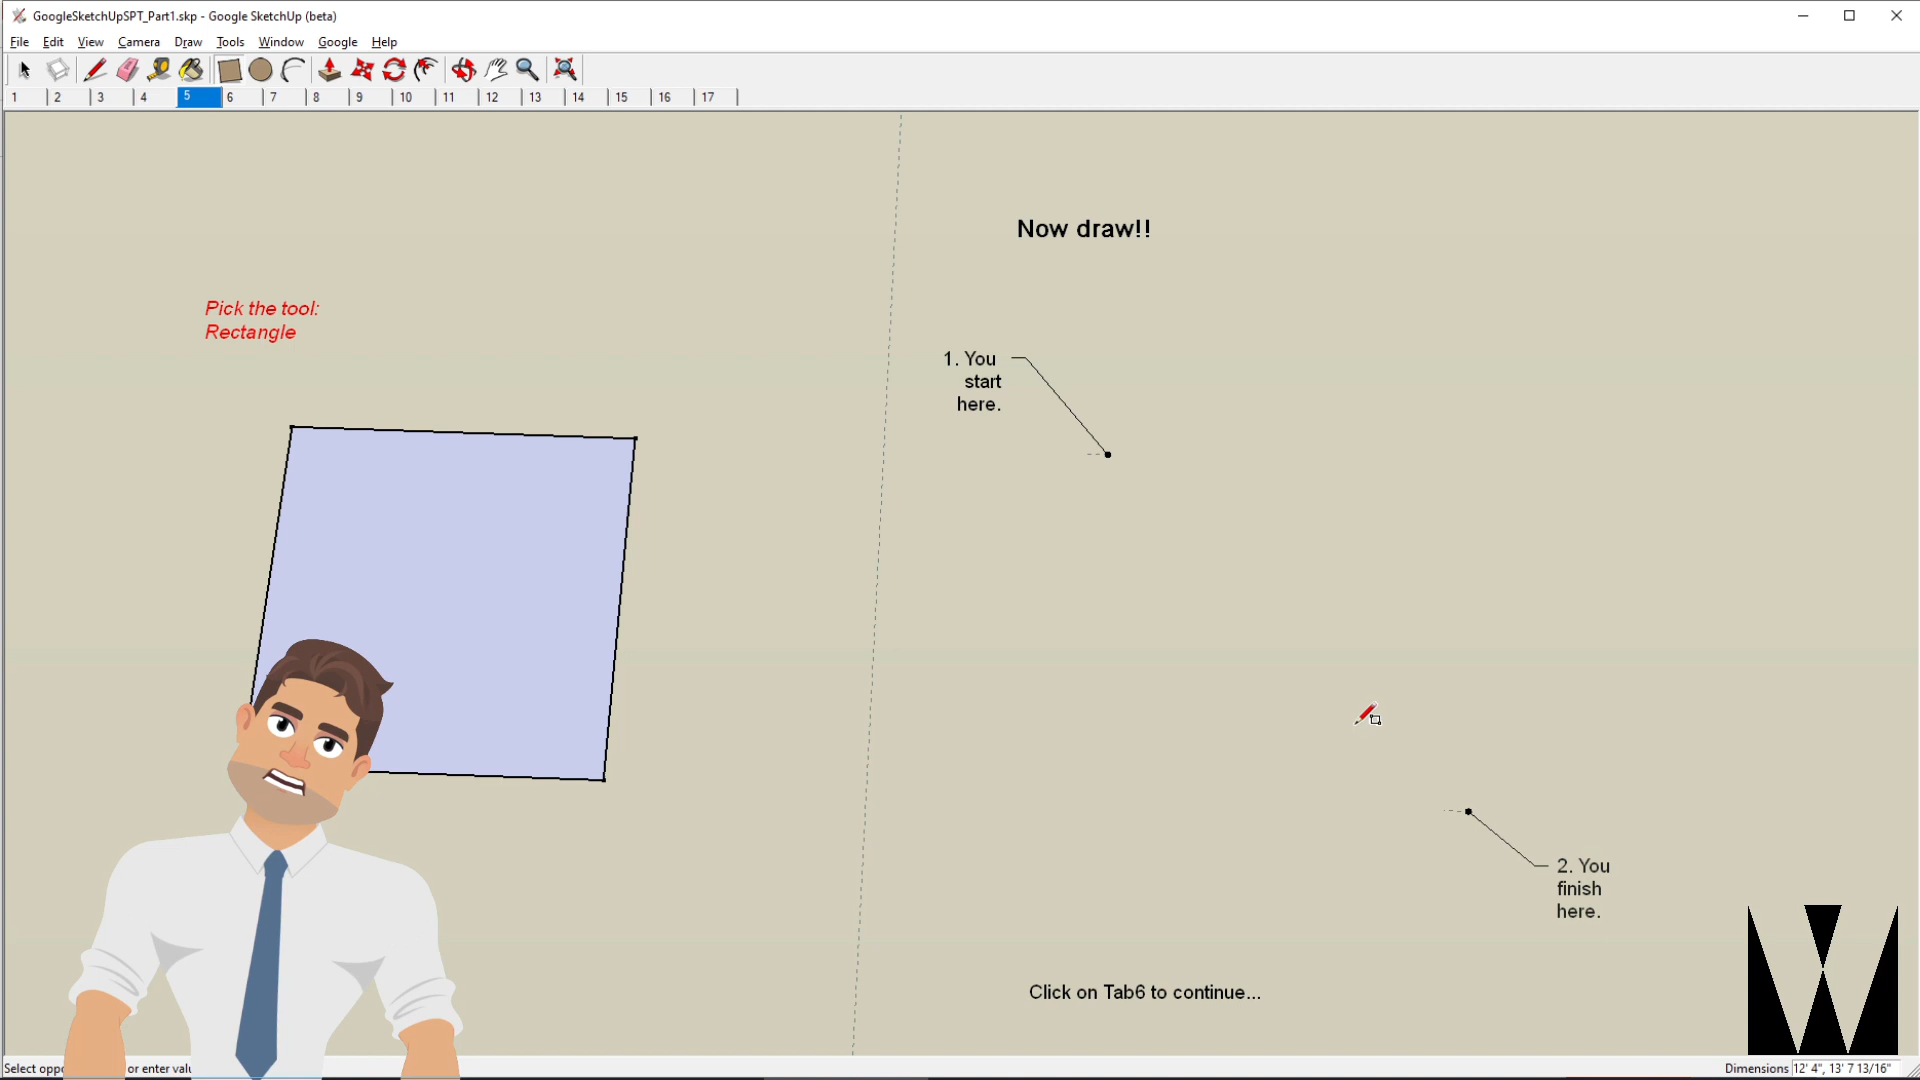 GoogleSketchUpSPT_Part1.skp - Google SketchUp (beta)
File Edit View Camera Draw Tools Window Google Help
1 2 3 4 5 6 7 8 9 10 11 12 13 14 15 16 17
Now draw!!
Pick the tool:
Rectangle
1. You
start
here.
2. You
finish
here.
Click on Tab6 to continue...
Select or enter Dimensions 12' 4", 13' 7 13/16"
W